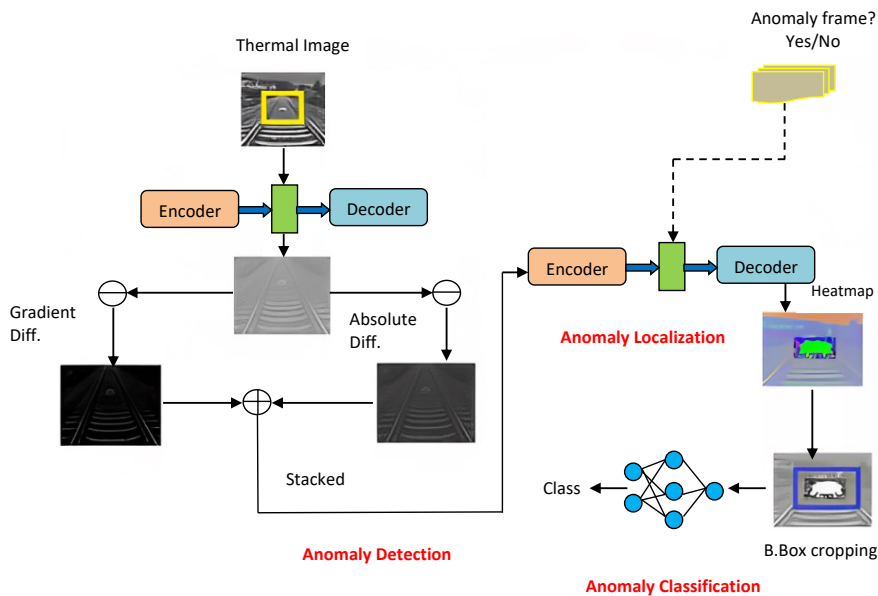 Thermal Image
Encoder
Decoder
Gradient
Diff.
Absolute
Diff.
Stacked
Anomaly Detection
Anomaly frame?
Yes/No
Encoder
Decoder
Heatmap
Anomaly Localization
Class
B.Box cropping
Anomaly Classification